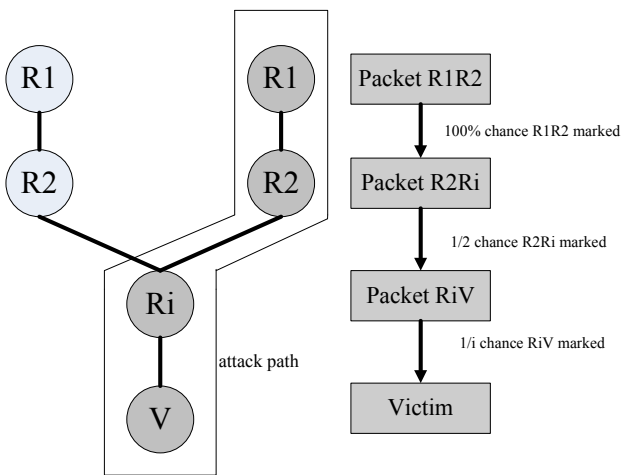 R1
R1
R2
R2
Ri
V
attack path
Packet R1R2
100% chance R1R2 marked
Packet R2Ri
1/2 chance R2Ri marked
Packet RiV
1/i chance RiV marked
Victim